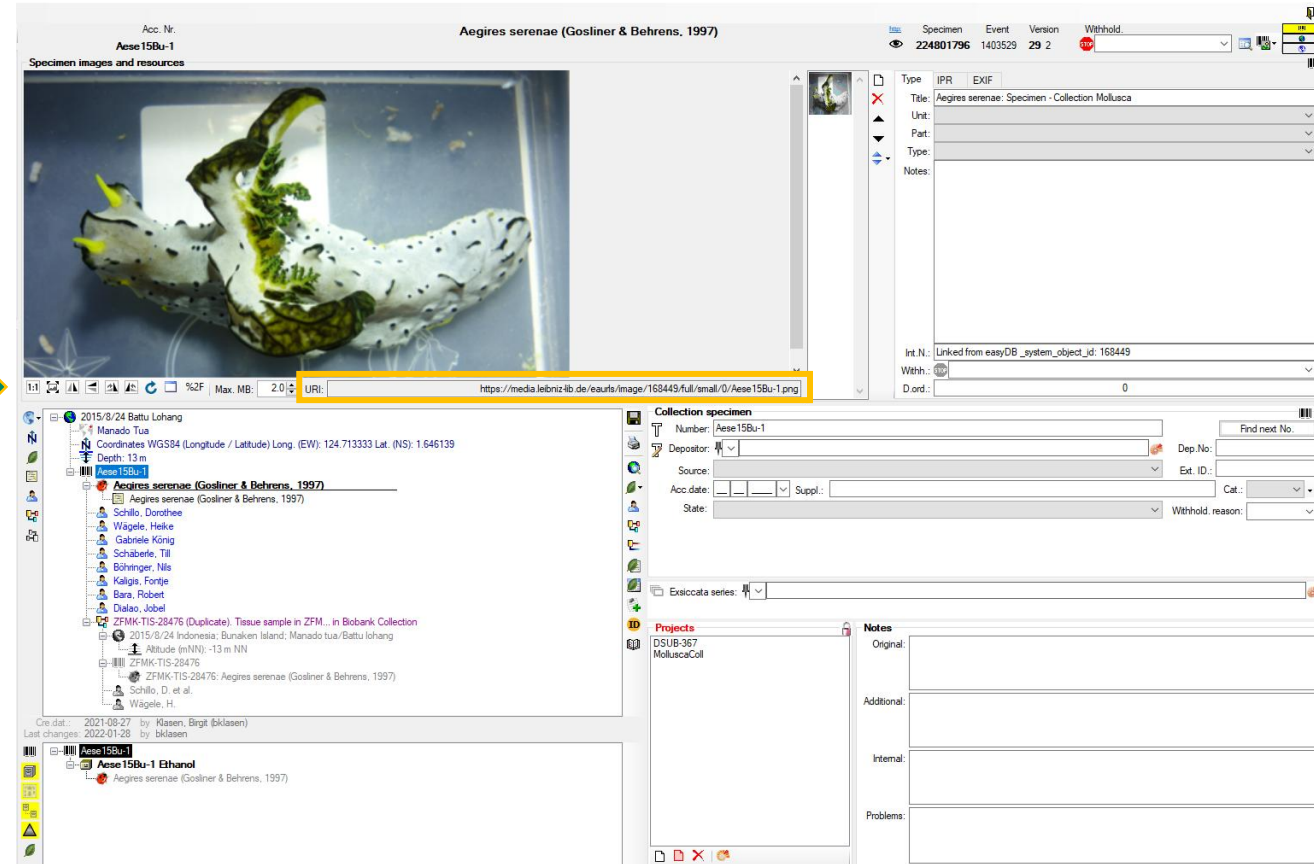 Acc. Nr.
Aese15Bu-1
Aegires serenae (Gosliner & Behrens, 1997)
Specimen Event Version Withhold.
224801796 1403529 29 2 STOP
Specimen images and resources
Type IPR EXIF
Title: Aegires serenae: Specimen - Collection Mollusca
Unit:
Part:
Type:
Notes:
Int.N.: Linked from easyDB _system_object_id: 168449
Withh.: STOP
D.ord.: 0
1:1 %2F Max. MB: 2.0 URI: https://media.leibniz-lib.de/eaurls/image/168449/full/small/0/Aese15Bu-1.png
2015/8/24 Battu Lohang
Manado Tua
Coordinates WGS84 (Longitude / Latitude) Long. (EW): 124.713333 Lat. (NS): 1.646139
Depth: 13 m
Aese15Bu-1
Aegires serenae (Gosliner & Behrens, 1997)
Aegires serenae (Gosliner & Behrens, 1997)
Schillo, Dorothee
Wägele, Heike
Gabriele König
Schäberle, Till
Böhringer, Nils
Kaligis, Fontje
Bara, Robert
Dialao, Jobel
ZFMK-TIS-28476 (Duplicate). Tissue sample in ZFM... in Biobank Collection
2015/8/24 Indonesia; Bunaken Island; Manado tua/Battu lohang
Altitude (mNN): -13 m NN
ZFMK-TIS-28476
ZFMK-TIS-28476: Aegires serenae (Gosliner & Behrens, 1997)
Schillo, D. et al.
Wägele, H.
Cre.dat.: 2021-08-27 by Klasen, Birgit (bklasen)
Last changes: 2022-01-28 by bklasen
Aese15Bu-1
Aese15Bu-1 Ethanol
Aegires serenae (Gosliner & Behrens, 1997)
Collection specimen
Number: Aese15Bu-1 Find next No.
Depositor: Dep.No:
Source: Ext. ID.:
Acc.date: Suppl.: Cat.:
State: Withhold. reason:
Exsiccata series:
ID
Projects
DSUB-367
MolluscaColl
Notes
Original:
Additional:
Internal:
Problems: